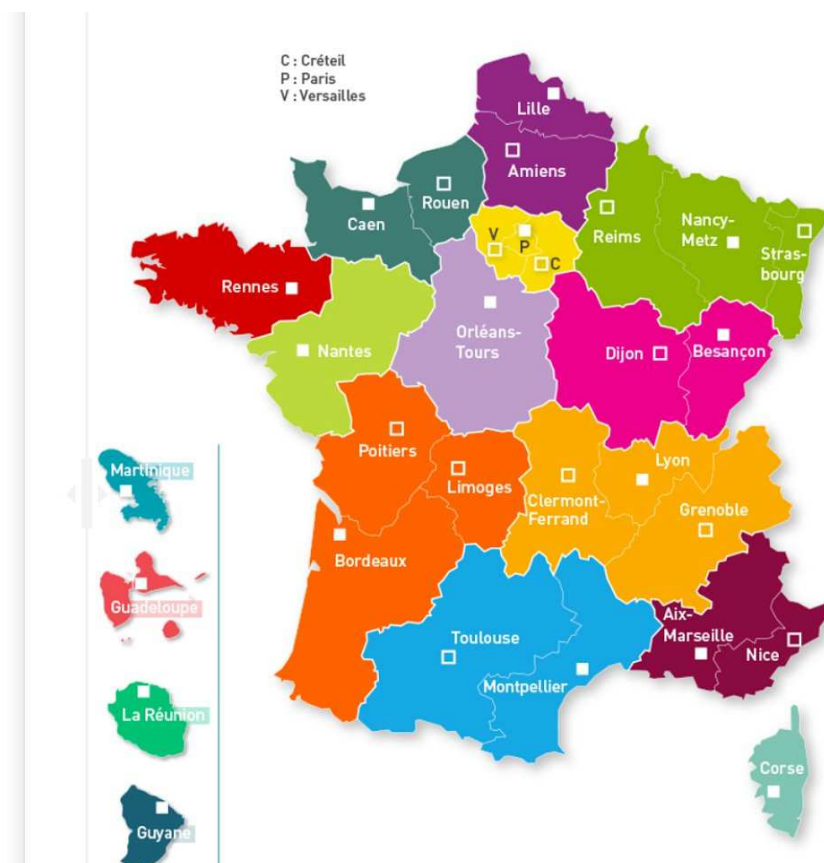 C : Créteil
P : Paris
V : Versailles
Lille
Amiens
Rouen
Caen
V
P
C
Reims
Nancy-
Metz
Stras-
bourg
Rennes
Nantes
Orléans-
Tours
Dijon
Besançon
Poitiers
Limoges
Clermont-
Ferrand
Lyon
Grenoble
Bordeaux
Toulouse
Montpellier
Aix-
Marseille
Nice
Corse
Martinique
Guadeloupe
La Réunion
Guyane